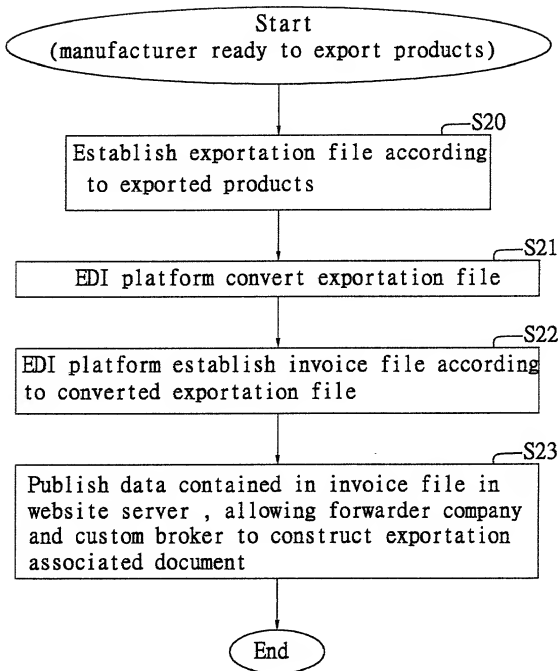 Start
(manufacturer ready to export products)
S20
Establish exportation file according
to exported products
S21
EDI platform convert exportation file
S22
EDI platform establish invoice file according
to converted exportation file
S23
Publish data contained in invoice file in
website server , allowing forwarder company
and custom broker to construct exportation
associated document
End